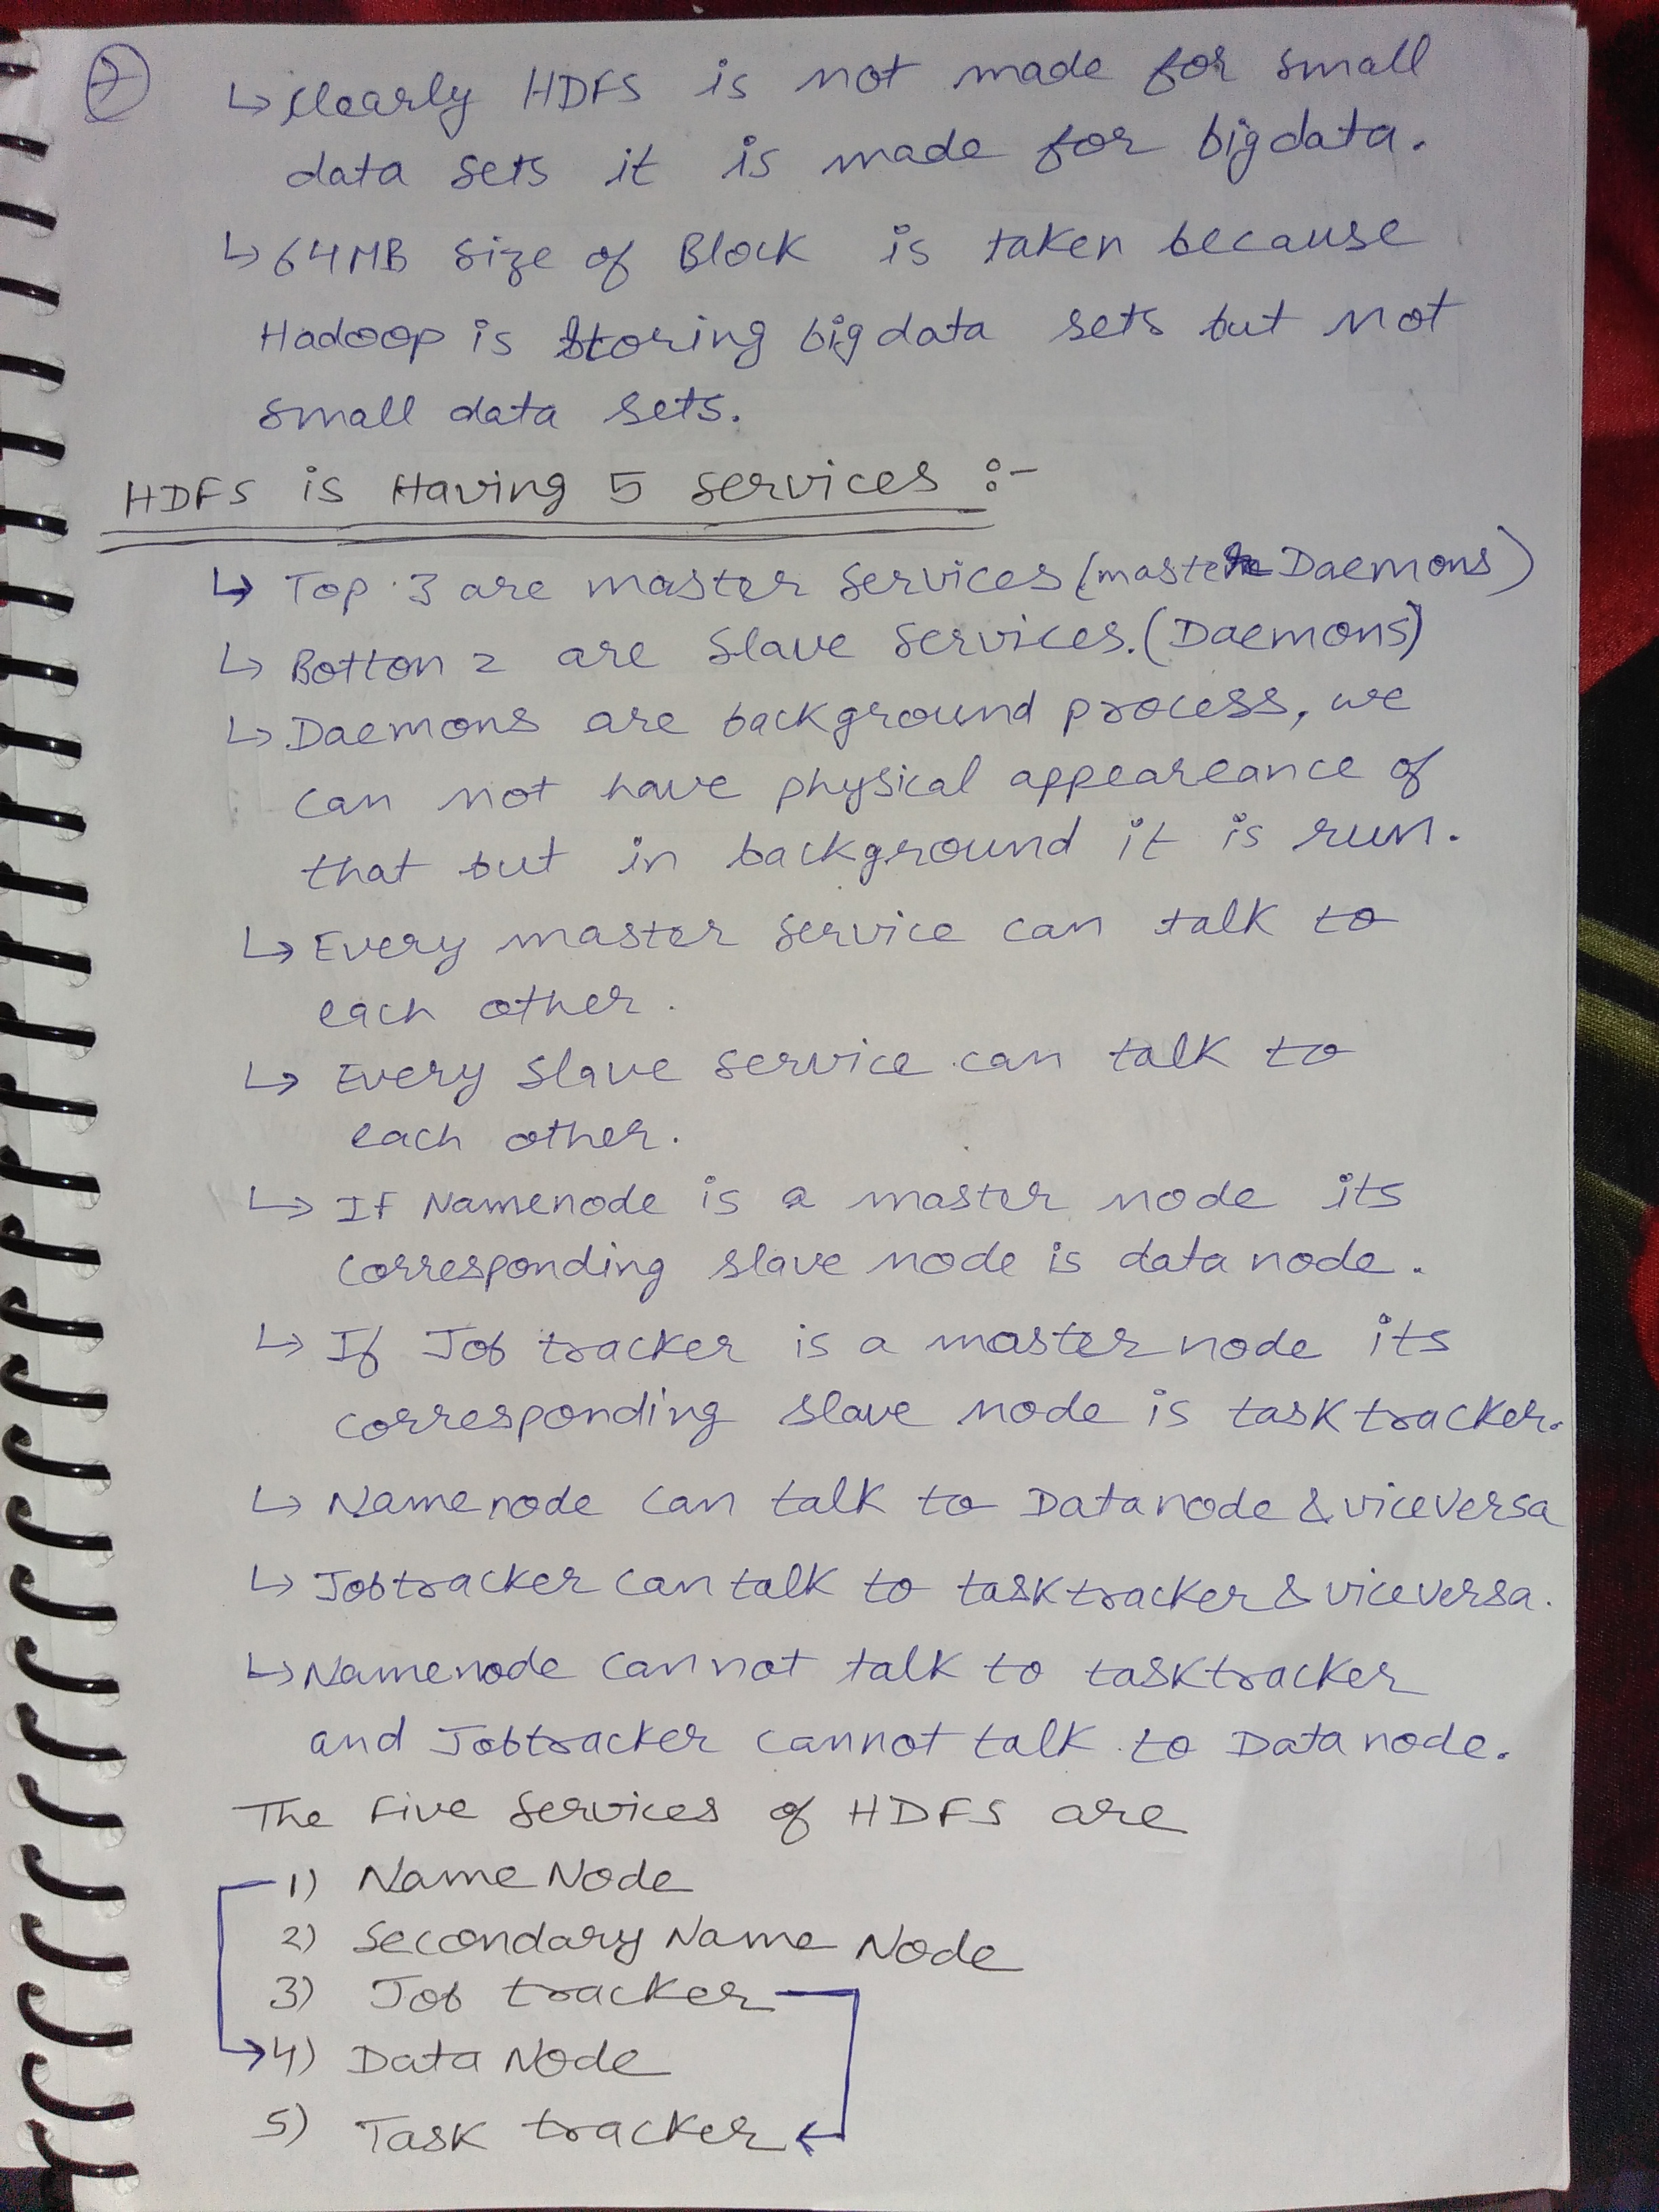 7
↳ Clearly HDFS is not made for small
data sets it is made for bigdata.
↳ 64MB size of Block is taken because
Hadoop is storing big data sets but not
small data sets.
HDFS is Having 5 services :-
↳ Top 3 are master services (master Daemons)
↳ Botton 2 are slave services. (Daemons)
↳ Daemons are background process, we
can not have physical appeareance of
that but in background it is run.
↳ Every master service can talk to
each other.
↳ Every slave service can talk to
each other.
↳ If Namenode is a master node its
corresponding slave node is data node.
↳ If Job tracker is a master node its
corresponding slave node is task tracker.
↳ Namenode can talk to Datanode & viceversa
↳ Jobtracker can talk to tasktracker & viceversa.
↳ Namenode cannot talk to tasktracker
and Jobtracker cannot talk to Data node.
The Five services of HDFS are
1) Name Node
2) Secondary Name Node
3) Job tracker
4) Data Node
5) Task tracker